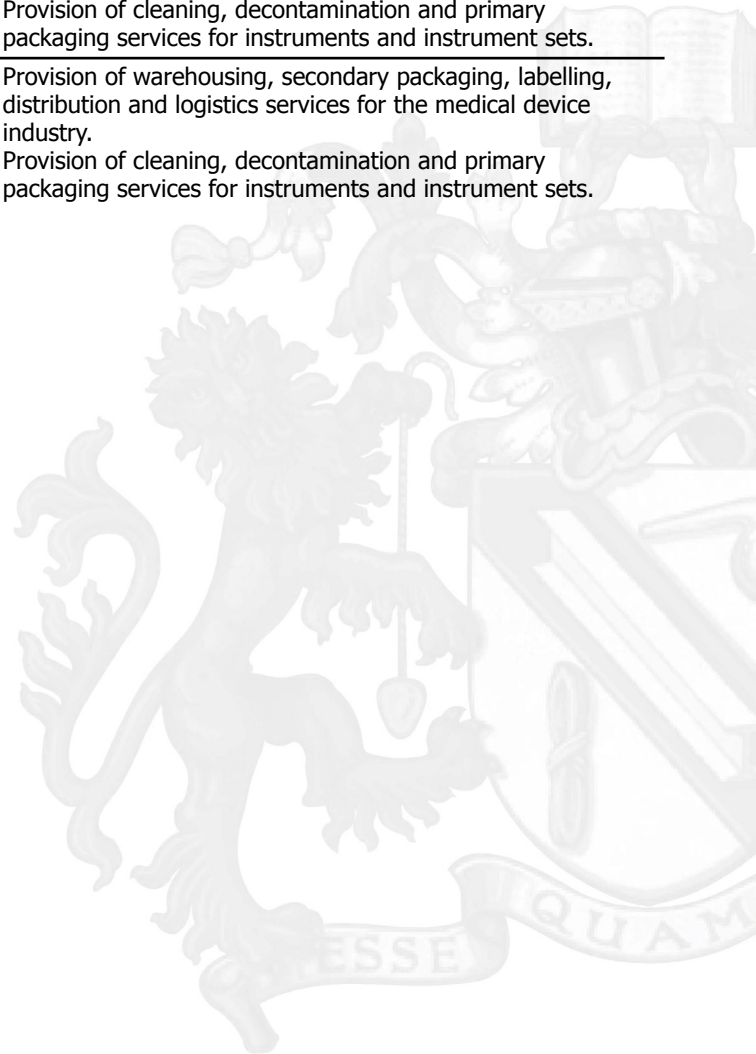 Provision of cleaning, decontamination and primary
packaging services for instruments and instrument sets.
Provision of warehousing, secondary packaging, labelling,
distribution and logistics services for the medical device
industry.
Provision of cleaning, decontamination and primary
packaging services for instruments and instrument sets.
ESSE
QUAM